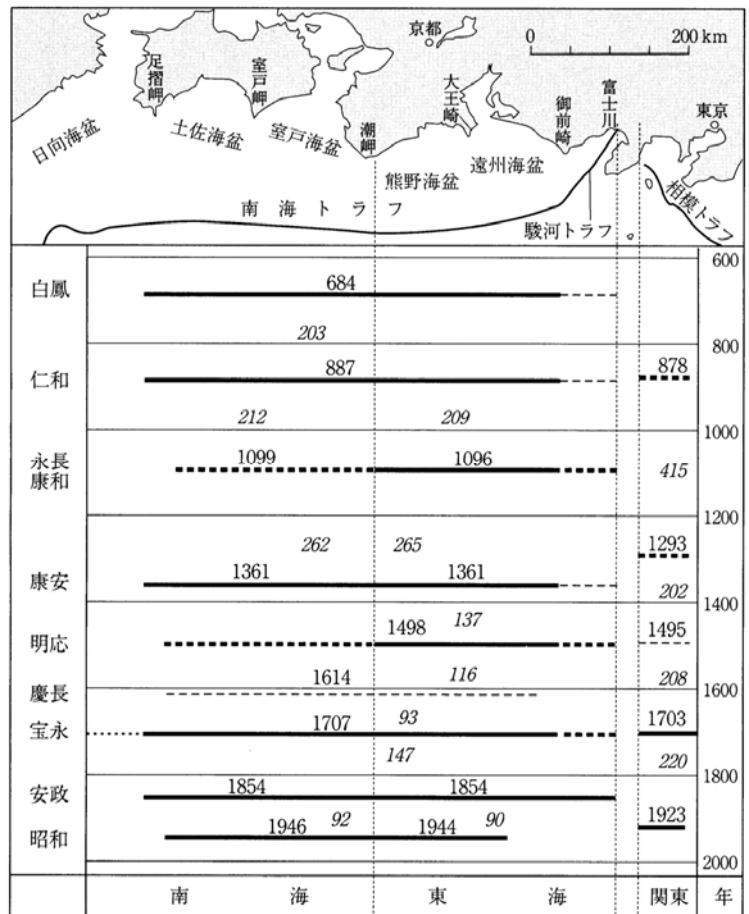 京都
0 200 km
足摺岬
室戸岬
潮岬
大王崎
御前崎
富士川
東京
日向海盆
土佐海盆
室戸海盆
熊野海盆
遠州海盆
南海トラフ
駿河トラフ
相模トラフ
600
白鳳
684
203
800
仁和
887
878
212 209
1000
永長
康和
1099 1096
415
1200
262 265
1293
康安
1361 1361
202
1400
137
明応
1498
1495
116
208
慶長
1614
1600
93
宝永
1707
1703
147
220
1800
安政
1854 1854
92 90
昭和
1946 1944
1923
2000
南海 東海 関東 年